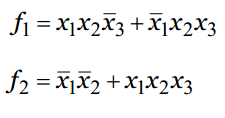 f₁ = x₁x₂x̅₃ + x̅₁x₂x₃
f₂ = x̅₁x̅₂ + x₁x₂x₃